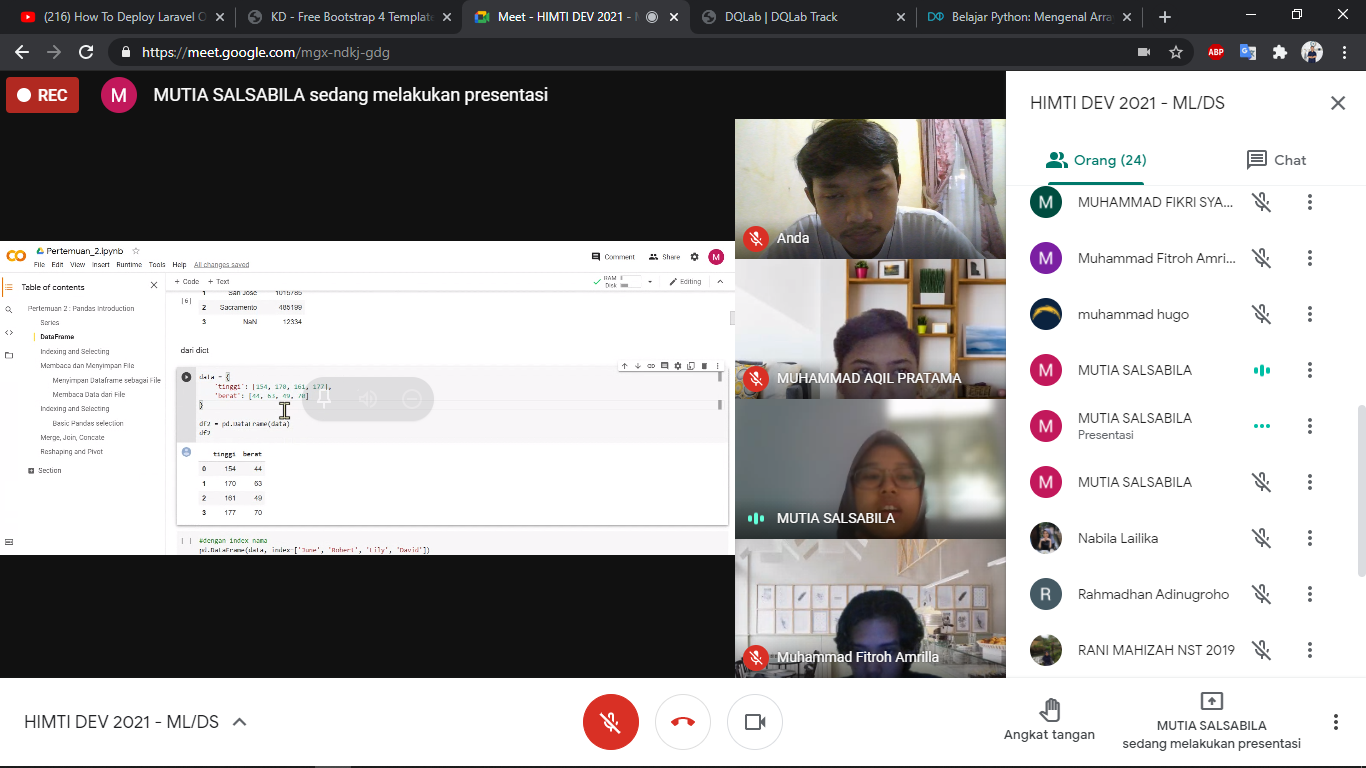 (216) How To Deploy Laravel O
KD - Free Bootstrap 4 Template
Meet - HIMTI DEV 2021 - M
DQLab | DQLab Track
Belajar Python: Mengenal Array
https://meet.google.com/mgx-ndkj-gdg
ABP
REC
M
MUTIA SALSABILA sedang melakukan presentasi
HIMTI DEV 2021 - ML/DS
Orang (24)
Chat
Pertemuan_2.ipynb
File Edit View Insert Runtime Tools Help All changes saved
Comment
Share
M
+ Code + Text
RAM
Disk
Editing
Table of contents
Pertemuan 2 : Pandas Introduction
Series
DataFrame
Indexing and Selecting
Membaca dan Menyimpan File
Menyimpan Dataframe sebagai File
Membaca Data dari File
Indexing and Selecting
Basic Pandas selection
Merge, Join, Concate
Reshaping and Pivot
Section
[6]
1 San Jose 1015785
2 Sacramento 485199
3 NaN 12334
dari dict
data = {
'tinggi': [154, 170, 161, 177],
'berat': [44, 63, 49, 70]
}
df2 = pd.DataFrame(data)
df2
tinggi berat
0 154 44
1 170 63
2 161 49
3 177 70
[ ] #dengan index nama
pd.DataFrame(data, index=['June', 'Robert', 'Lily', 'David'])
Anda
MUHAMMAD AQIL PRATAMA
MUTIA SALSABILA
Muhammad Fitroh Amrilla
M MUHAMMAD FIKRI SYA...
M Muhammad Fitroh Amri...
muhammad hugo
M MUTIA SALSABILA
M MUTIA SALSABILA
Presentasi
M MUTIA SALSABILA
Nabila Lailika
R Rahmadhan Adinugroho
RANI MAHIZAH NST 2019
HIMTI DEV 2021 - ML/DS
Angkat tangan
MUTIA SALSABILA
sedang melakukan presentasi